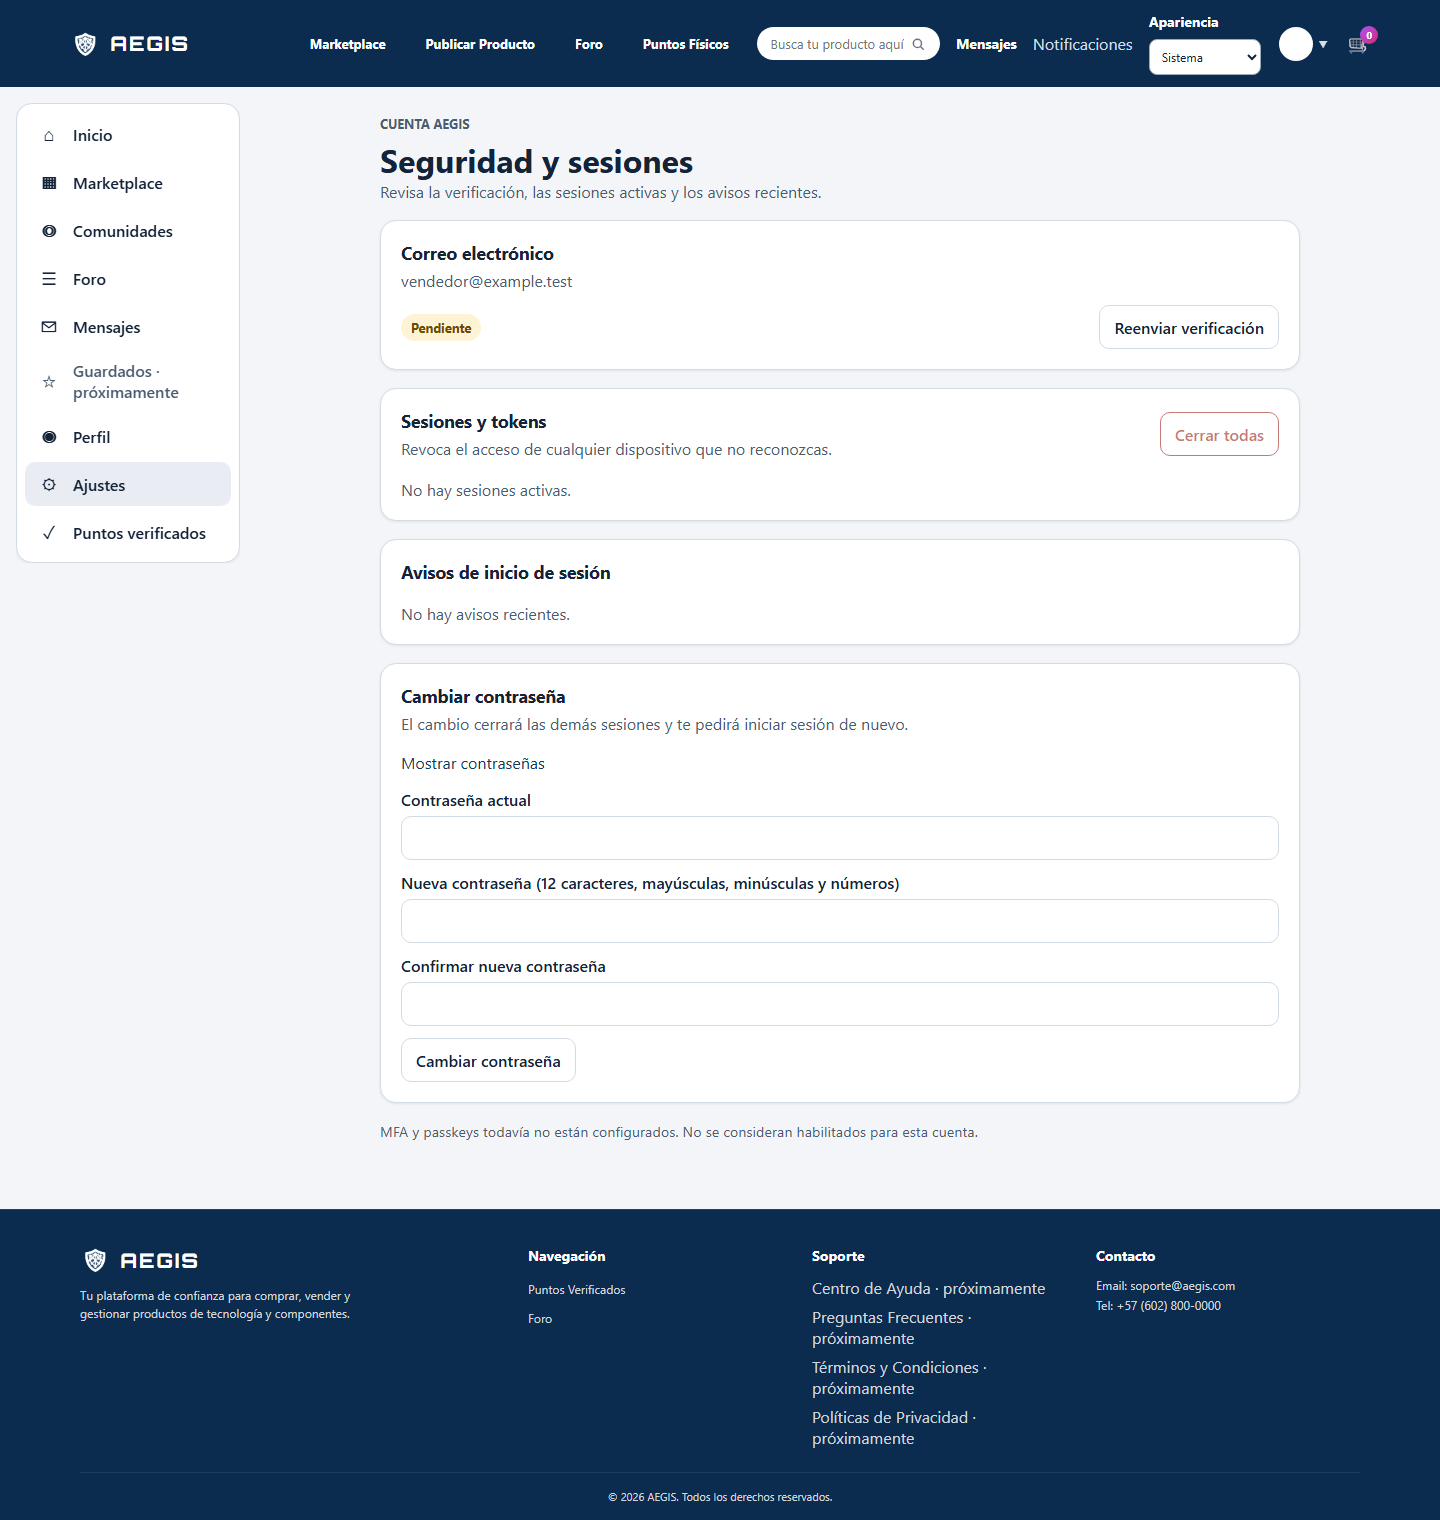 AEGIS
Marketplace
Publicar Producto
Foro
Puntos Físicos
Busca tu producto aquí
Mensajes
Notificaciones
Apariencia
Sistema
0
Inicio
Marketplace
Comunidades
Foro
Mensajes
Guardados ·
próximamente
Perfil
Ajustes
Puntos verificados
CUENTA AEGIS
Seguridad y sesiones
Revisa la verificación, las sesiones activas y los avisos recientes.
Correo electrónico
vendedor@example.test
Pendiente
Reenviar verificación
Sesiones y tokens
Revoca el acceso de cualquier dispositivo que no reconozcas.
Cerrar todas
No hay sesiones activas.
Avisos de inicio de sesión
No hay avisos recientes.
Cambiar contraseña
El cambio cerrará las demás sesiones y te pedirá iniciar sesión de nuevo.
Mostrar contraseñas
Contraseña actual
Nueva contraseña (12 caracteres, mayúsculas, minúsculas y números)
Confirmar nueva contraseña
Cambiar contraseña
MFA y passkeys todavía no están configurados. No se consideran habilitados para esta cuenta.
AEGIS
Tu plataforma de confianza para comprar, vender y
gestionar productos de tecnología y componentes.
Navegación
Puntos Verificados
Foro
Soporte
Centro de Ayuda · próximamente
Preguntas Frecuentes ·
próximamente
Términos y Condiciones ·
próximamente
Políticas de Privacidad ·
próximamente
Contacto
Email: soporte@aegis.com
Tel: +57 (602) 800-0000
© 2026 AEGIS. Todos los derechos reservados.